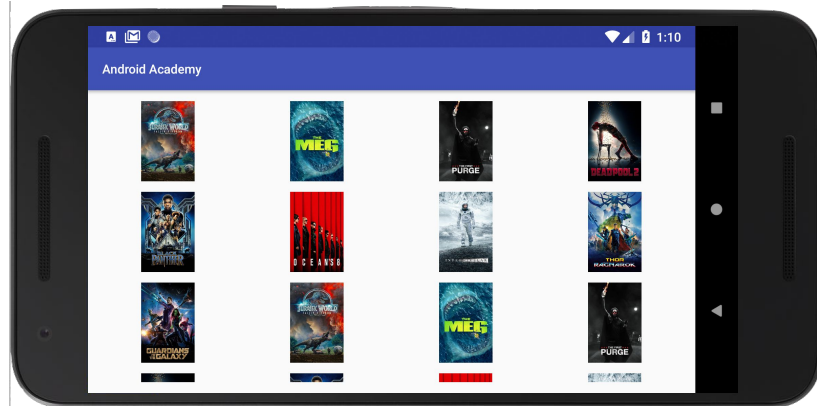 1:10
Android Academy
JURASSIC WORLD
THE
MEG
THE FIRST
PURGE
DEADPOOL 2
BLACK
PANTHER
OCEAN'S 8
INTERSTELLAR
THOR
RAGNAROK
GUARDIANS
OF THE
GALAXY
JURASSIC WORLD
THE
MEG
THE FIRST
PURGE